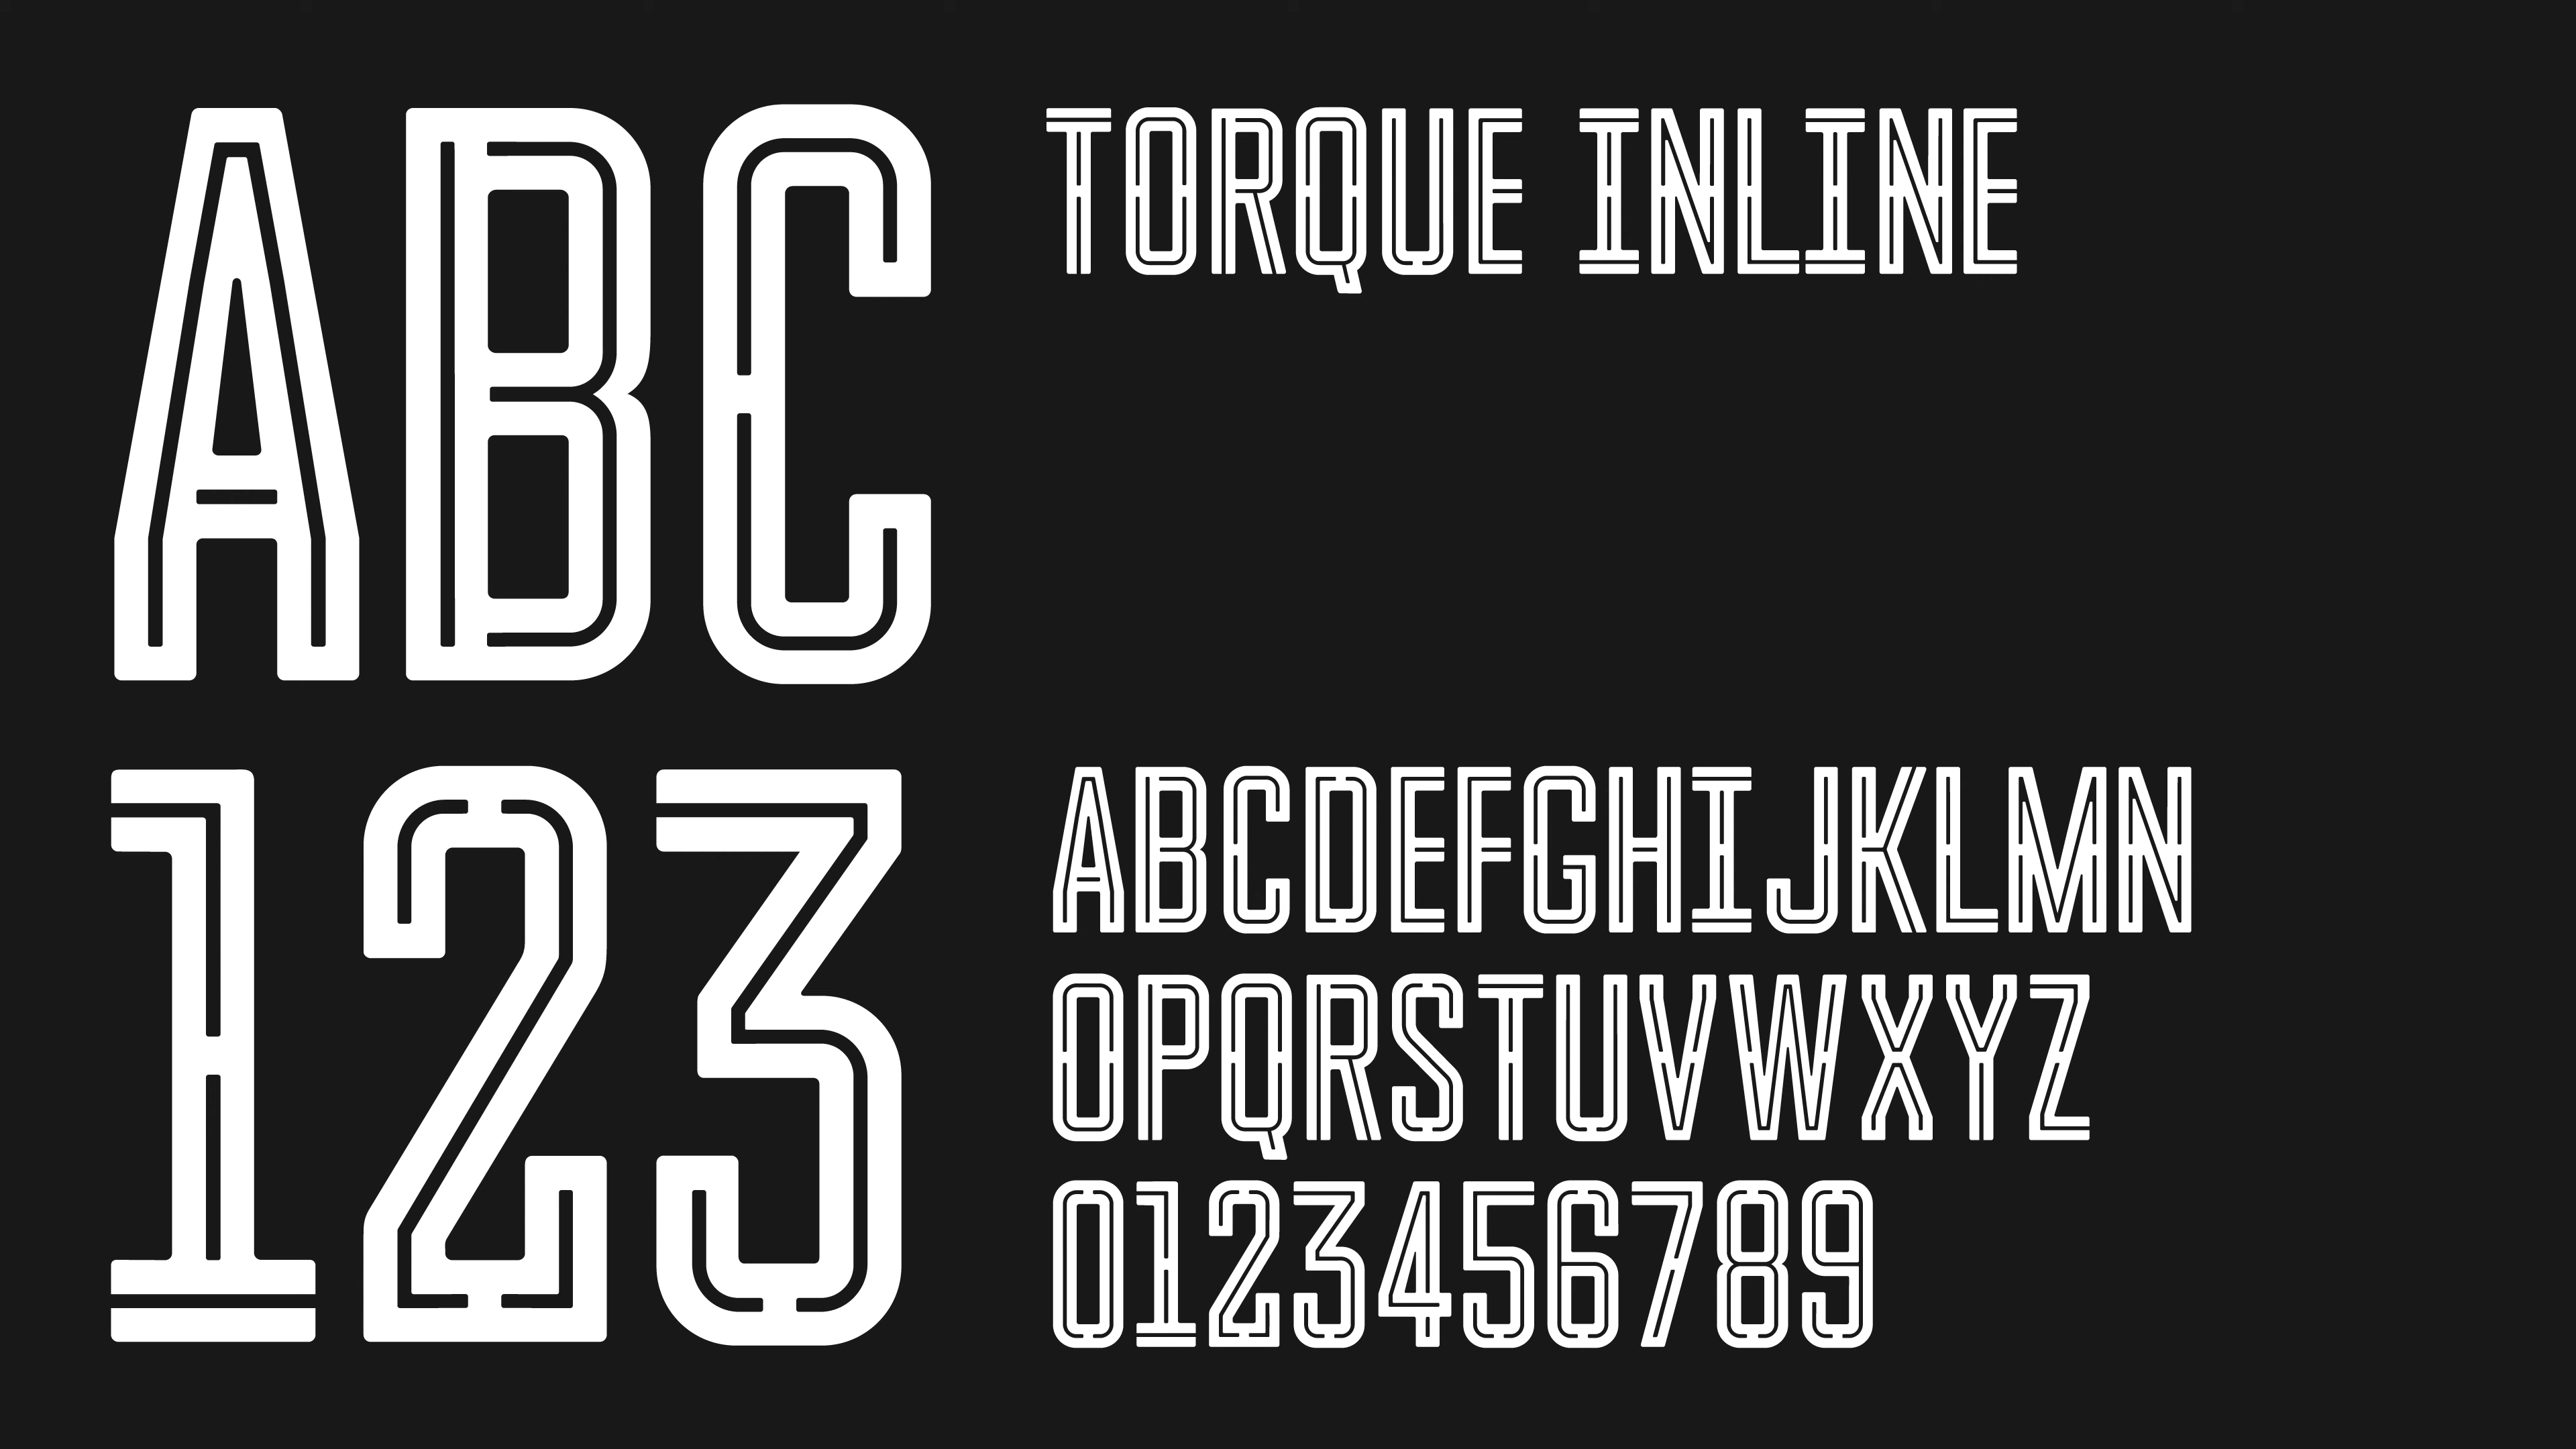 ABC
123
TORQUE INLINE
ABCDEFGHIJKLMN
OPQRSTUVWXYZ
0123456789